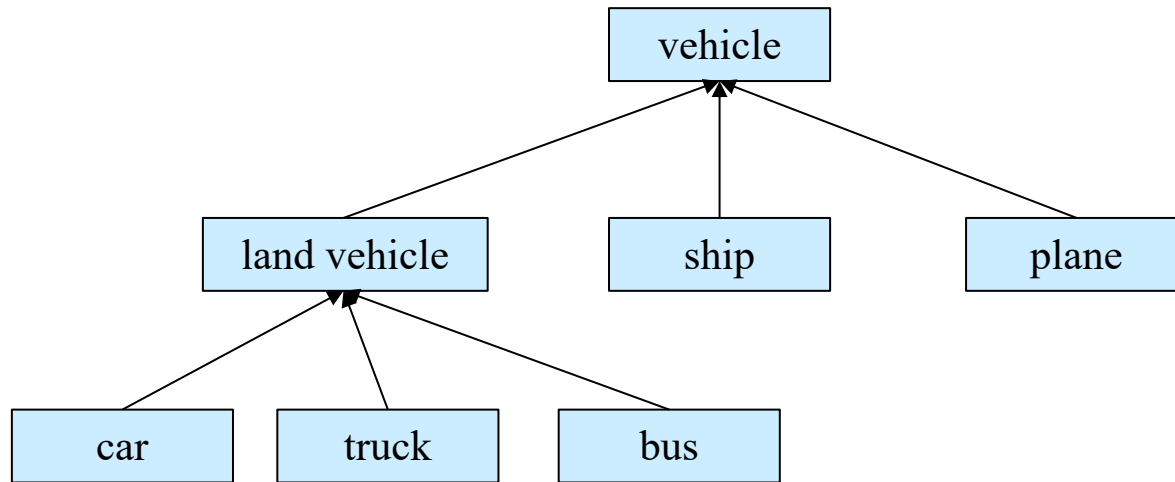 vehicle
land vehicle
ship
plane
car
truck
bus